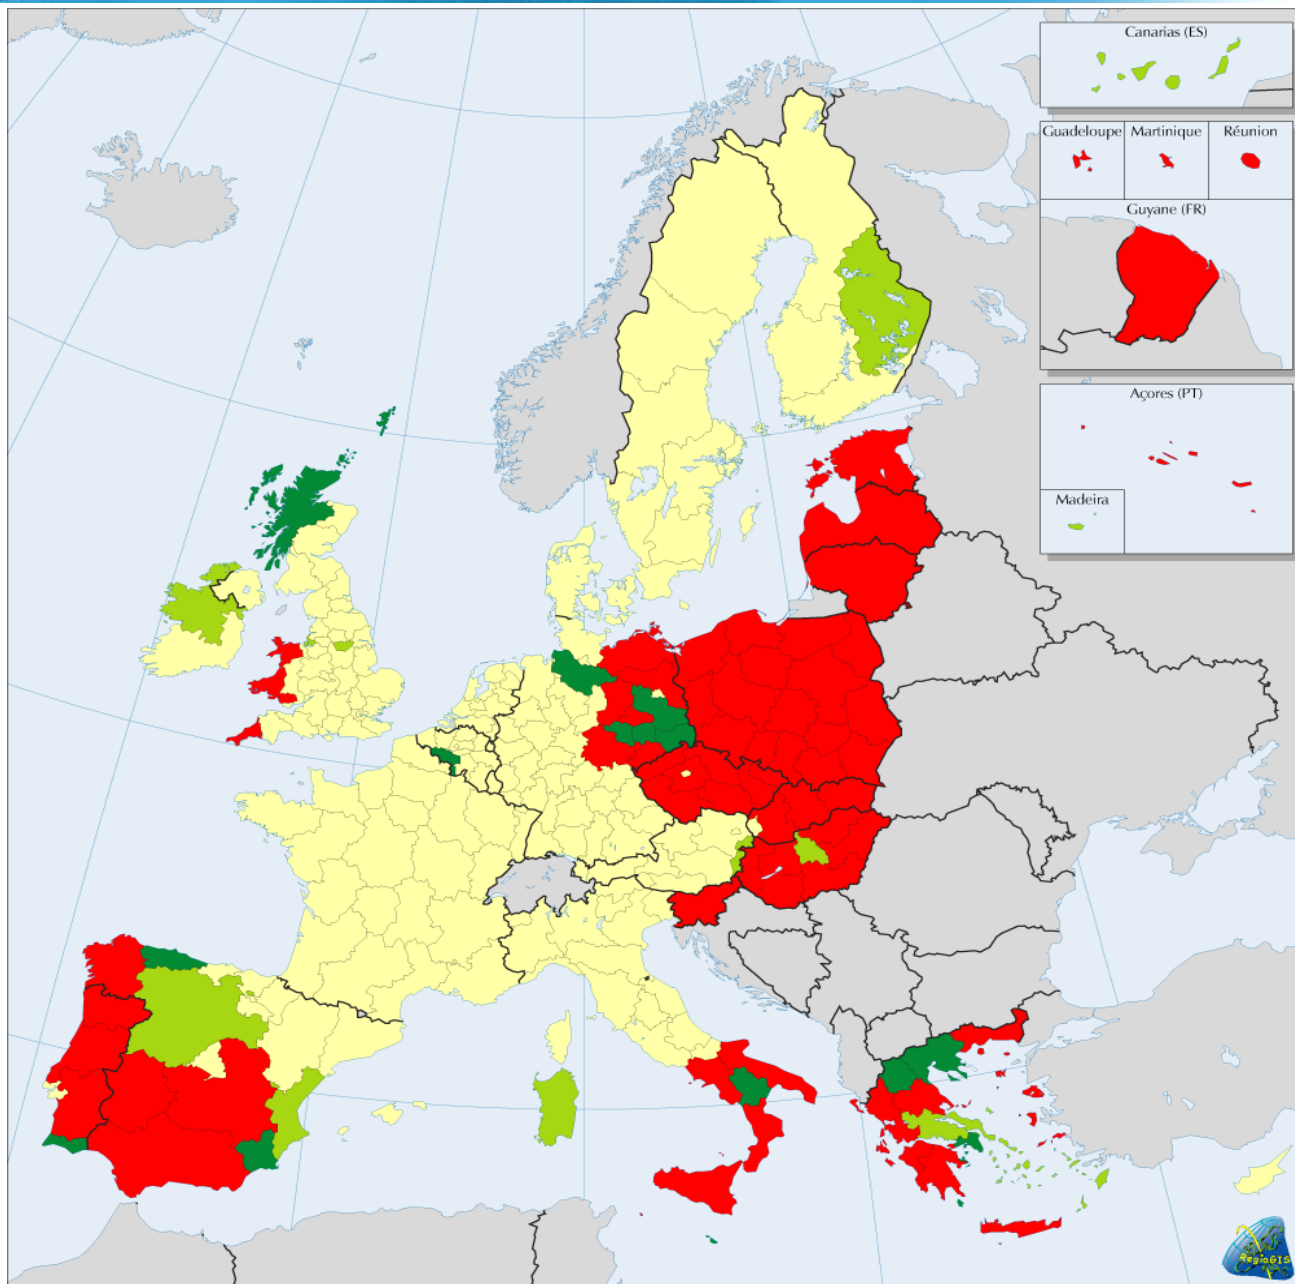 Canarias (ES)
Guadeloupe
Martinique
Réunion
Guyane (FR)
Açores (PT)
Madeira
RegioGIS